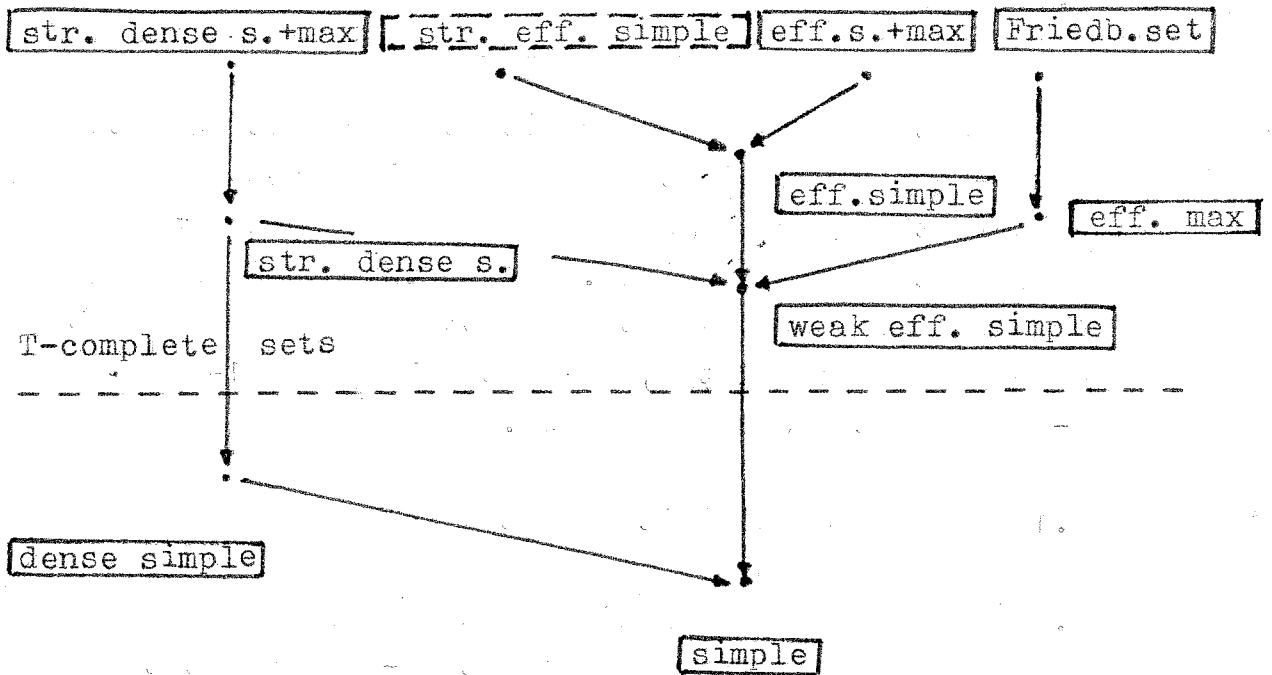 str. dense s.+max
str. eff. simple
eff.s.+max
Friedb.set
eff.simple
eff. max
str. dense s.
weak eff. simple
T-complete sets
dense simple
simple